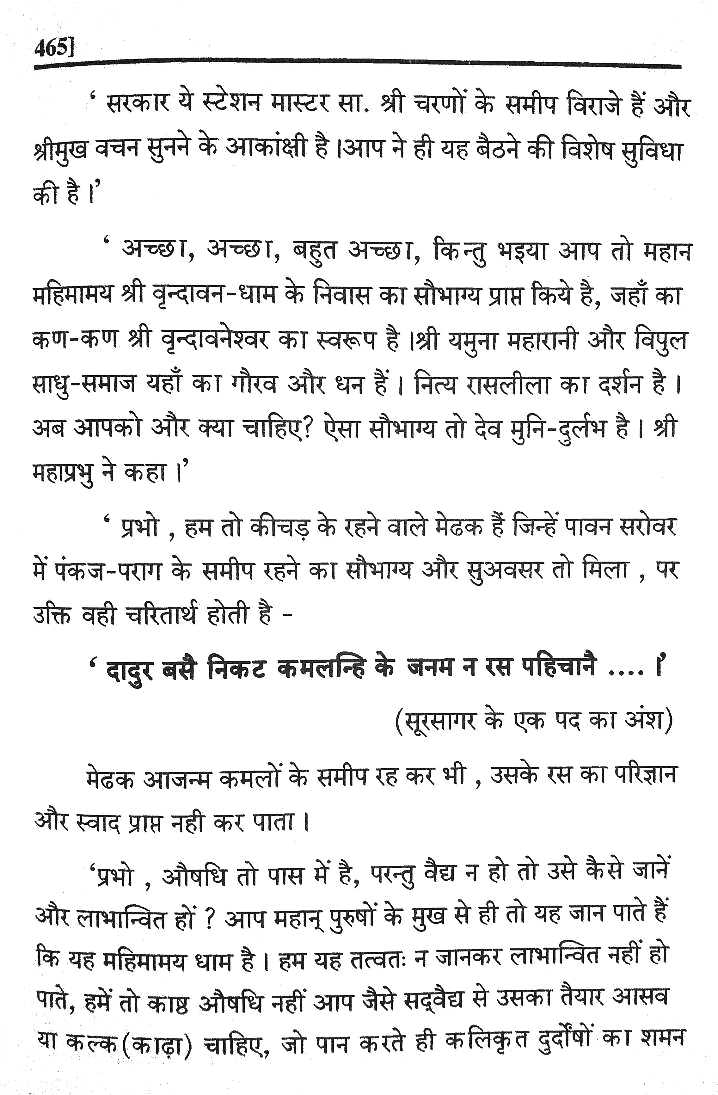 465]
‘ सरकार ये स्टेशन मास्टर सा. श्री चरणों के समीप विराजे हैं और
श्रीमुख वचन सुनने के आकांक्षी है ।आप ने ही यह बैठने की विशेष सुविधा
की है ।’
‘ अच्छा, अच्छा, बहुत अच्छा, किन्तु भइया आप तो महान
महिमामय श्री वृन्दावन-धाम के निवास का सौभाग्य प्राप्त किये है, जहाँ का
कण-कण श्री वृन्दावनेश्वर का स्वरूप है ।श्री यमुना महारानी और विपुल
साधु-समाज यहाँ का गौरव और धन हैं । नित्य रासलीला का दर्शन है ।
अब आपको और क्या चाहिए? ऐसा सौभाग्य तो देव मुनि-दुर्लभ है । श्री
महाप्रभु ने कहा ।’
‘ प्रभो , हम तो कीचड़ के रहने वाले मेढक हैं जिन्हें पावन सरोवर
में पंकज-पराग के समीप रहने का सौभाग्य और सुअवसर तो मिला , पर
उक्ति वही चरितार्थ होती है -
‘ दादुर बसै निकट कमलन्हि के जनम न रस पहिचानै .... ।’
(सूरसागर के एक पद का अंश)
मेढक आजन्म कमलों के समीप रह कर भी , उसके रस का परिज्ञान
और स्वाद प्राप्त नही कर पाता ।
‘प्रभो , औषधि तो पास में है, परन्तु वैद्य न हो तो उसे कैसे जानें
और लाभान्वित हों ? आप महान् पुरुषों के मुख से ही तो यह जान पाते हैं
कि यह महिमामय धाम है । हम यह तत्वतः न जानकर लाभान्वित नहीं हो
पाते, हमें तो काष्ठ औषधि नहीं आप जैसे सद्‌वैद्य से उसका तैयार आसव
या कल्क(काढ़ा) चाहिए, जो पान करते ही कलिकृत दुर्दोषों का शमन